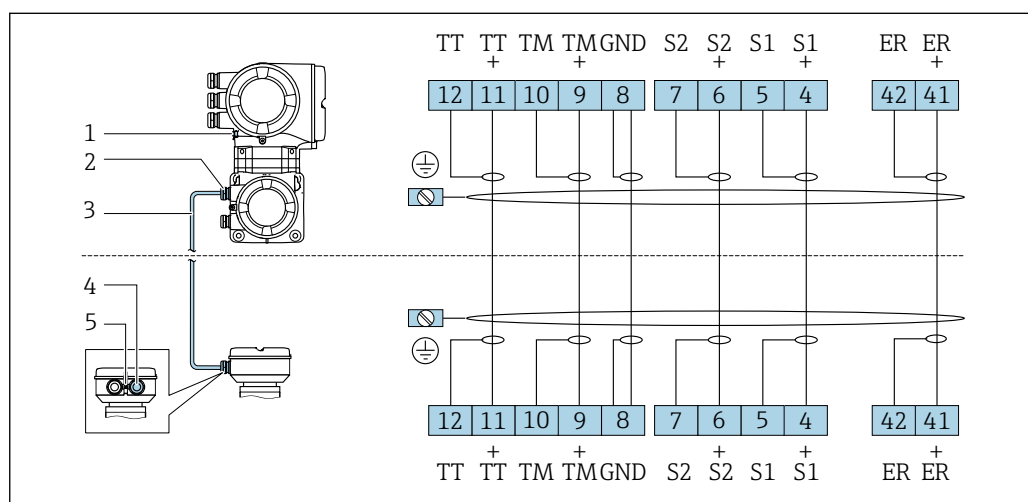 TT TT TM TM GND S2 S2 S1 S1 ER ER
+ + + + +
12 11 10 9 8 7 6 5 4 42 41
1
2
3
4
5
12 11 10 9 8 7 6 5 4 42 41
+ + + + +
TT TT TM TM GND S2 S2 S1 S1 ER ER